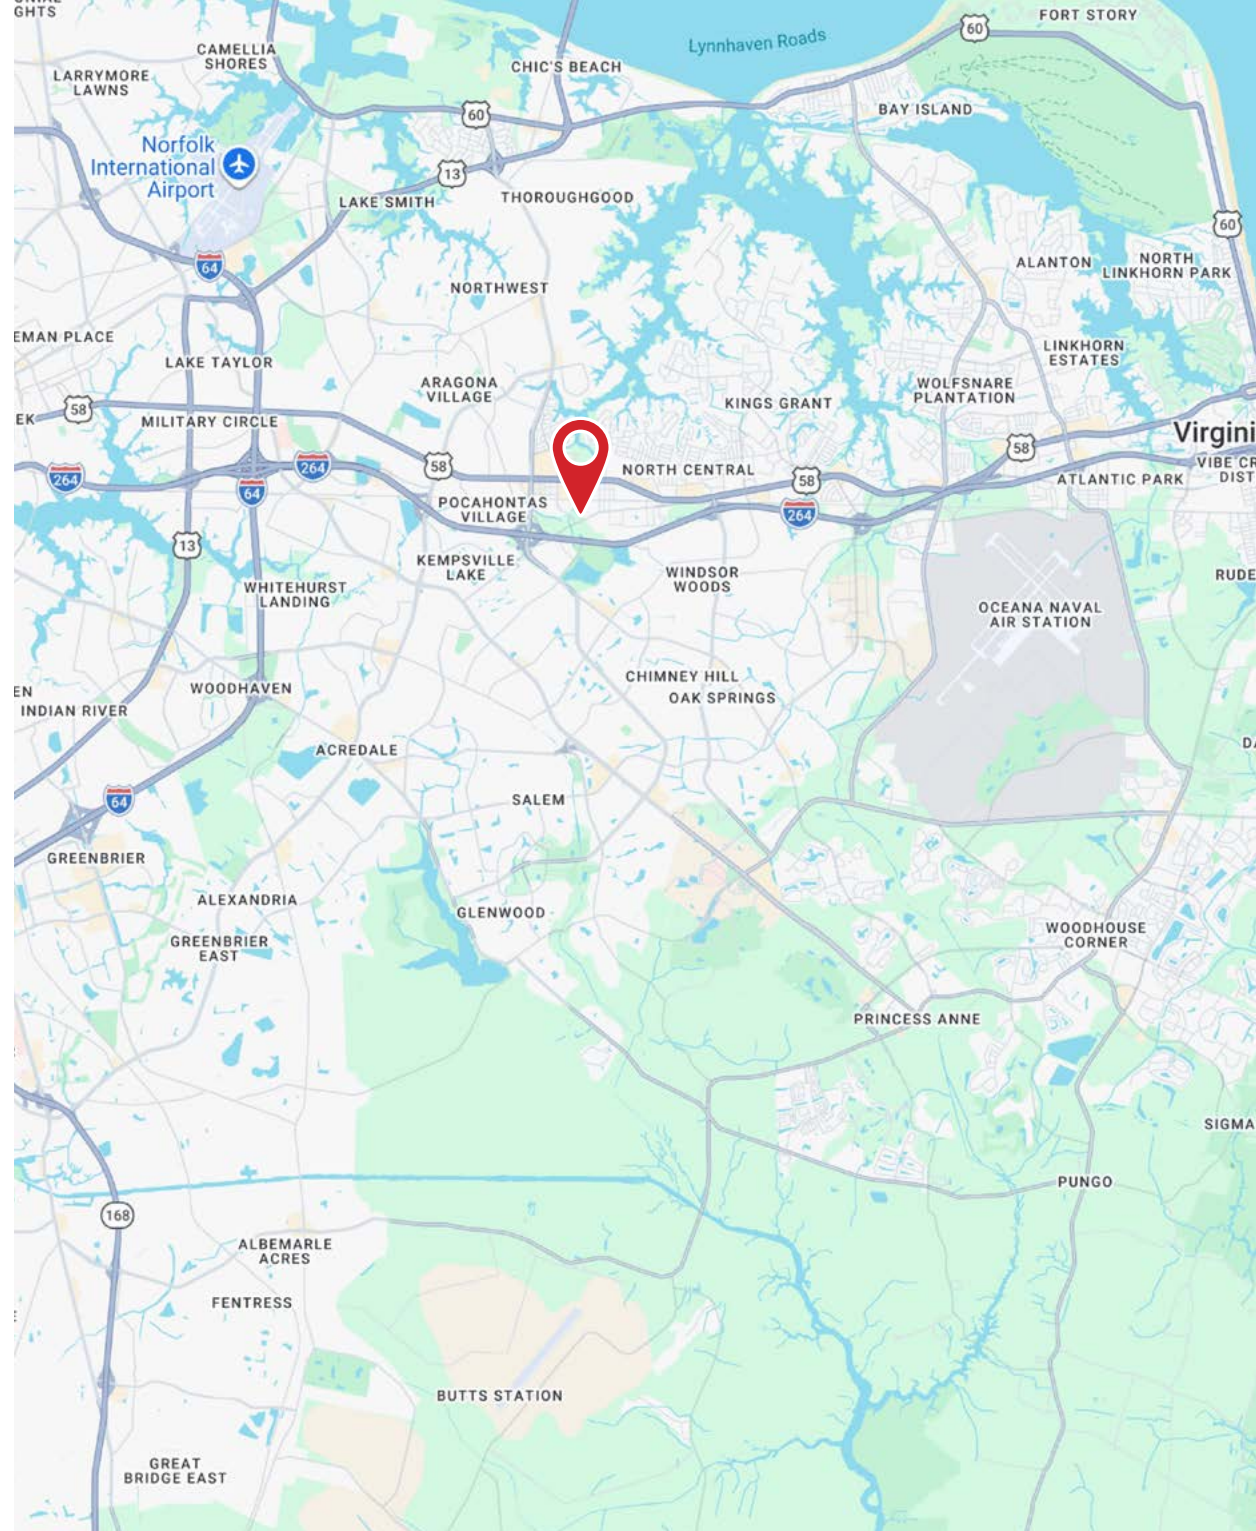 GHTS
FORT STORY
Lynnhaven Roads
60
CAMELLIA
SHORES
CHIC'S BEACH
LARRYMORE
LAWNS
BAY ISLAND
60
Norfolk
International
Airport
13
LAKE SMITH
THOROUGHGOOD
60
64
ALANTON
NORTH
LINKHORN PARK
NORTHWEST
EMAN PLACE
LINKHORN
ESTATES
LAKE TAYLOR
ARAGONA
VILLAGE
WOLFSNARE
PLANTATION
KINGS GRANT
58
EK
MILITARY CIRCLE
Virgini
58
264
264
58
NORTH CENTRAL
58
VIBE CR
DIST
ATLANTIC PARK
64
POCAHONTAS
VILLAGE
264
13
KEMPSVILLE
LAKE
WINDSOR
WOODS
RUDE
WHITEHURST
LANDING
OCEANA NAVAL
AIR STATION
CHIMNEY HILL
OAK SPRINGS
EN
WOODHAVEN
INDIAN RIVER
ACREDALE
DA
64
SALEM
GREENBRIER
ALEXANDRIA
GLENWOOD
GREENBRIER
EAST
WOODHOUSE
CORNER
PRINCESS ANNE
SIGMA
PUNGO
168
ALBEMARLE
ACRES
FENTRESS
BUTTS STATION
GREAT
BRIDGE EAST